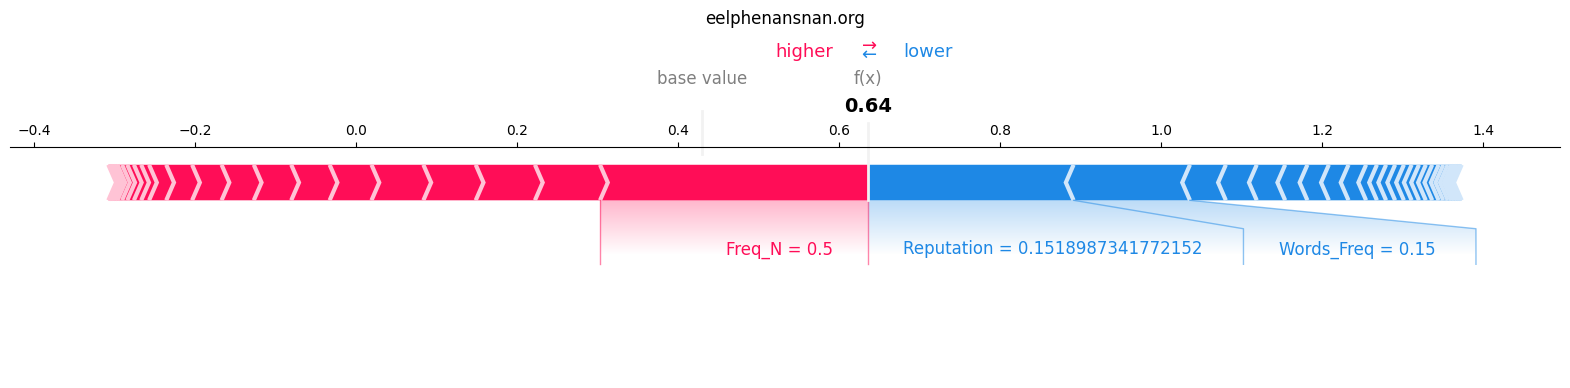 eelphenansnan.org
higher → lower
←
base value f(x)
0.64
−0.4 −0.2 0.0 0.2 0.4 0.6 0.8 1.0 1.2 1.4
Freq_N = 0.5 Reputation = 0.1518987341772152 Words_Freq = 0.15